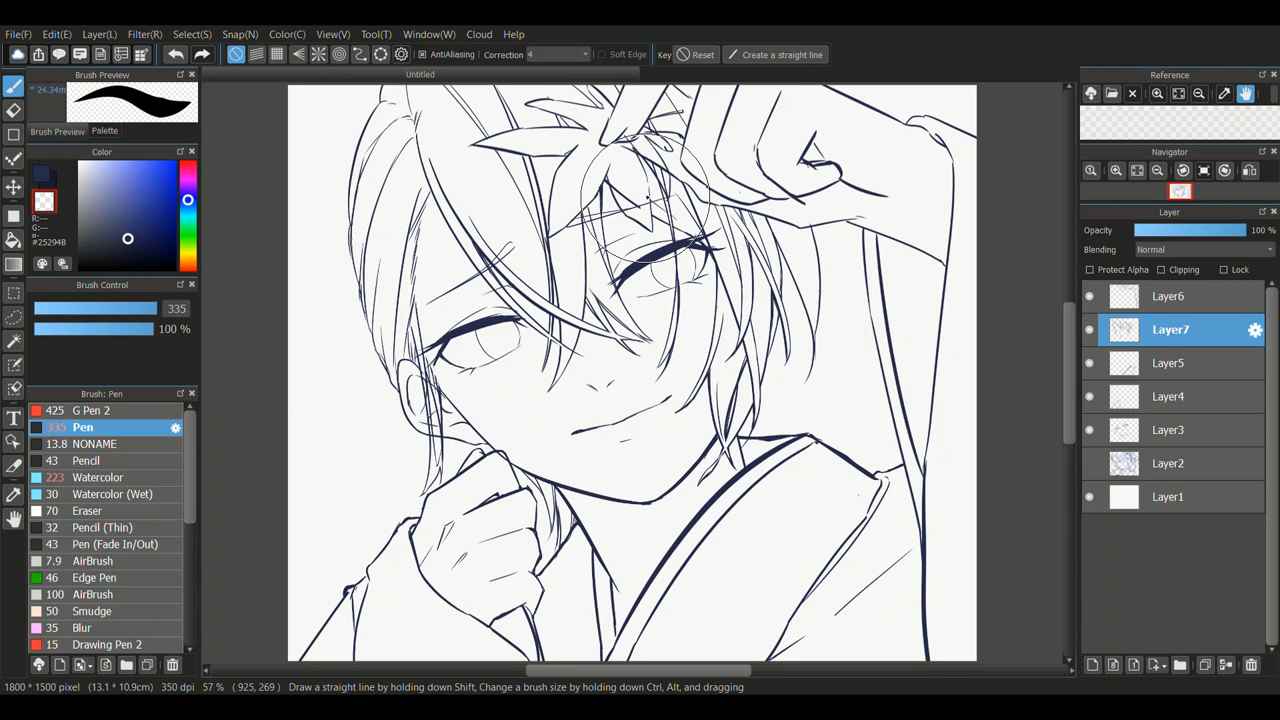 File(F) Edit(E) Layer(L) Filter(R) Select(S) Snap(N) Color(C) View(V) Tool(T) Window(W) Cloud Help
AntiAliasing Correction 4 Soft Edge Key Reset Create a straight line
Untitled
Brush Preview
* 24.34m
Brush Preview Palette
Color
R:---
G:---
B:---
#25294B
Brush Control
335
100 %
Brush: Pen
425 G Pen 2
335 Pen
13.8 NONAME
43 Pencil
223 Watercolor
30 Watercolor (Wet)
70 Eraser
32 Pencil (Thin)
43 Pen (Fade In/Out)
7.9 AirBrush
46 Edge Pen
100 AirBrush
50 Smudge
35 Blur
15 Drawing Pen 2
Reference
Navigator
Layer
Opacity 100 %
Blending Normal
Protect Alpha Clipping Lock
Layer6
Layer7
Layer5
Layer4
Layer3
Layer2
Layer1
1800 * 1500 pixel (13.1 * 10.9cm) 350 dpi 57 % ( 925, 269 ) Draw a straight line by holding down Shift, Change a brush size by holding down Ctrl, Alt, and dragging